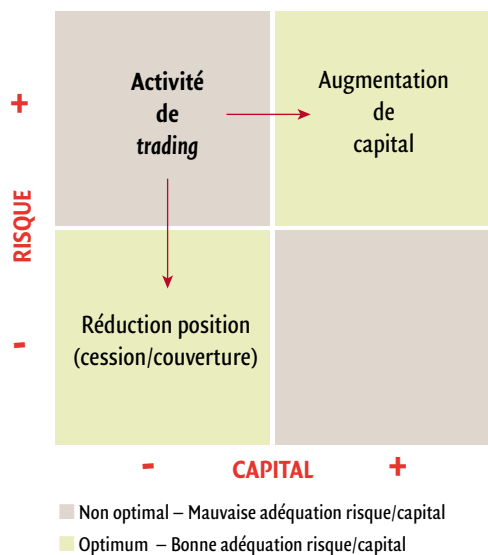 Activité
de
trading
Augmentation
de
capital
+
RISQUE
-
Réduction position
(cession/couverture)
- CAPITAL +
Non optimal – Mauvaise adéquation risque/capital
Optimum – Bonne adéquation risque/capital